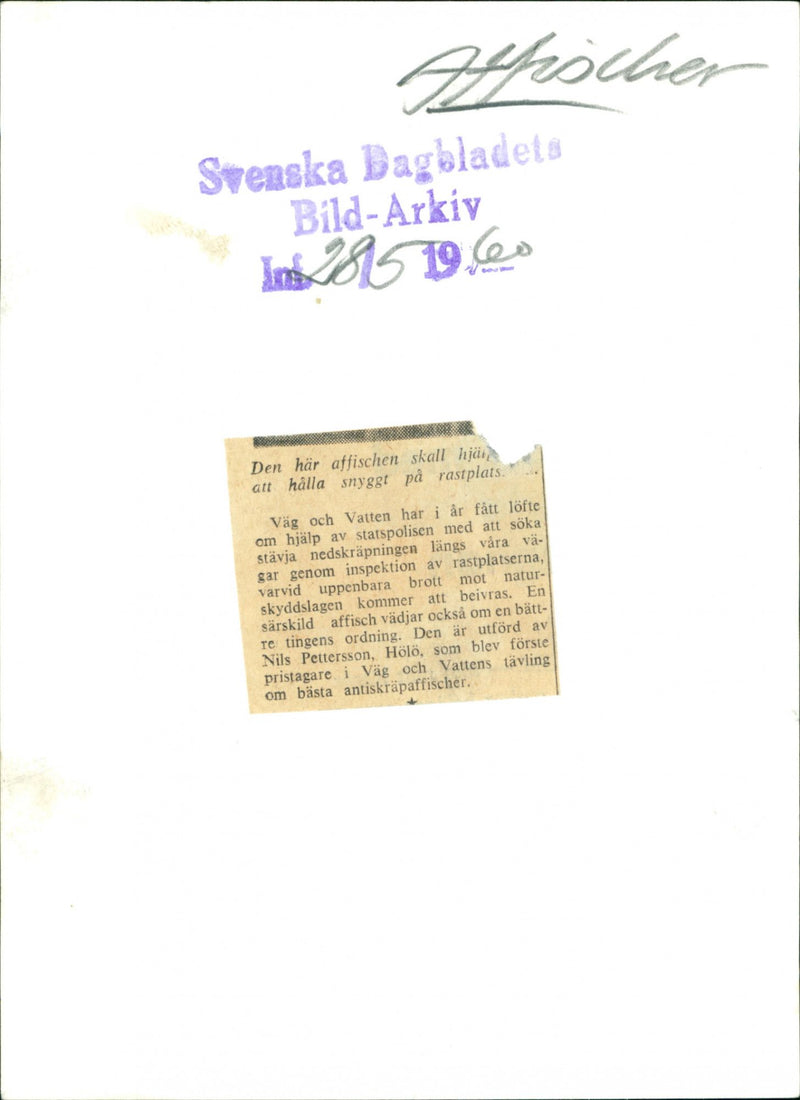 Affischer
Svenska Dagbladets
Bild-Arkiv
Inf. 28/5 1960
Den här affischen skall
att hålla snyggt på
Väg och Vatten har i år fått löfte
om hjälp av statspolisen med att söka
stävja nedskräpningen längs våra vä-
gar genom inspektion av rastplatserna,
varvid uppenbara brott mot natur-
skyddslagen kommer att beivras. En
särskild affisch vädjar också om en bätt-
re tingens ordning. Den är utförd av
Nils Pettersson, Hölö, som blev förste
pristagare i Väg och Vattens tävling
om bästa antiskräpaffischer.